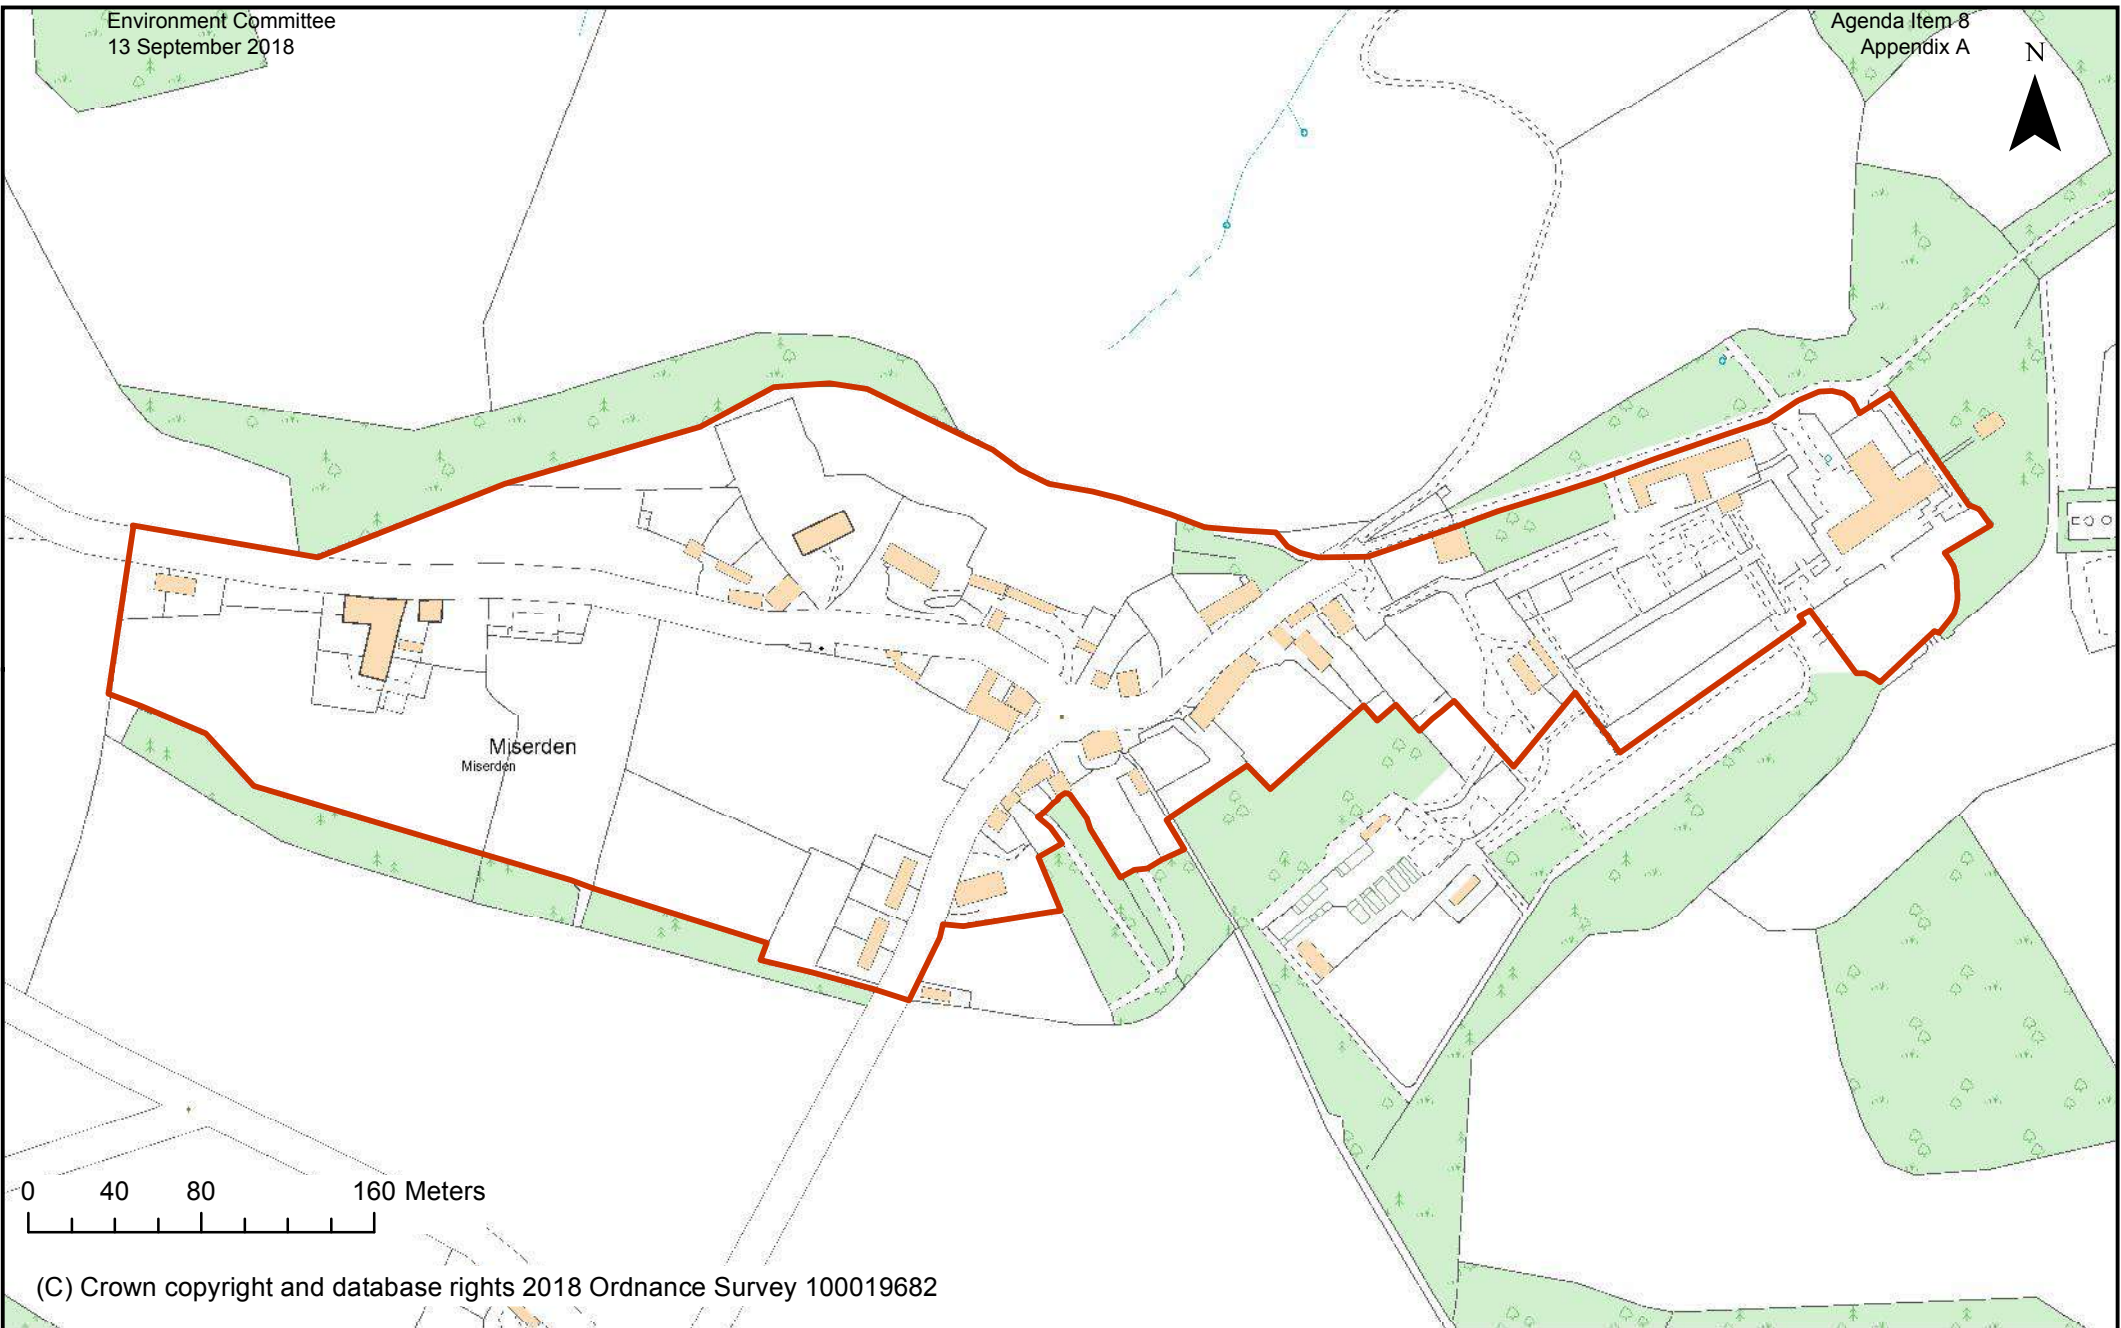 Environment Committee
13 September 2018
Agenda Item 8
Appendix A
N
Miserden
Miserden
0 40 80 160 Meters
(C) Crown copyright and database rights 2018 Ordnance Survey 100019682